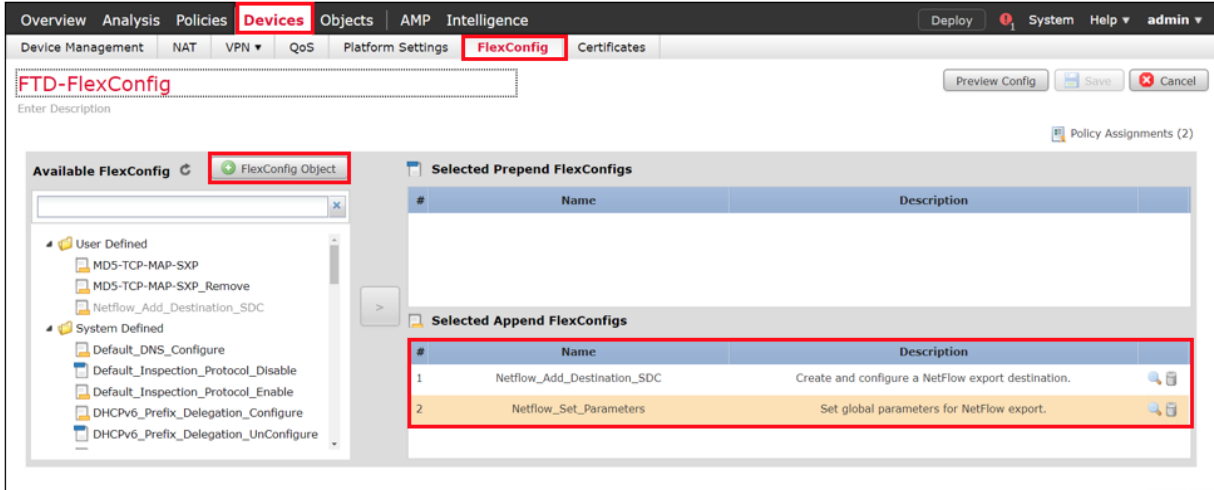 Overview Analysis Policies Devices Objects AMP Intelligence Deploy 1 System Help admin
Device Management NAT VPN QoS Platform Settings FlexConfig Certificates
FTD-FlexConfig
Preview Config Save Cancel
Enter Description
Policy Assignments (2)
Available FlexConfig FlexConfig Object
Selected Prepend FlexConfigs
# Name Description
User Defined
MD5-TCP-MAP-SXP
MD5-TCP-MAP-SXP_Remove
Netflow_Add_Destination_SDC
System Defined
Default_DNS_Configure
Default_Inspection_Protocol_Disable
Default_Inspection_Protocol_Enable
DHCPv6_Prefix_Delegation_Configure
DHCPv6_Prefix_Delegation_UnConfigure
>
Selected Append FlexConfigs
# Name Description
1 Netflow_Add_Destination_SDC Create and configure a NetFlow export destination.
2 Netflow_Set_Parameters Set global parameters for NetFlow export.